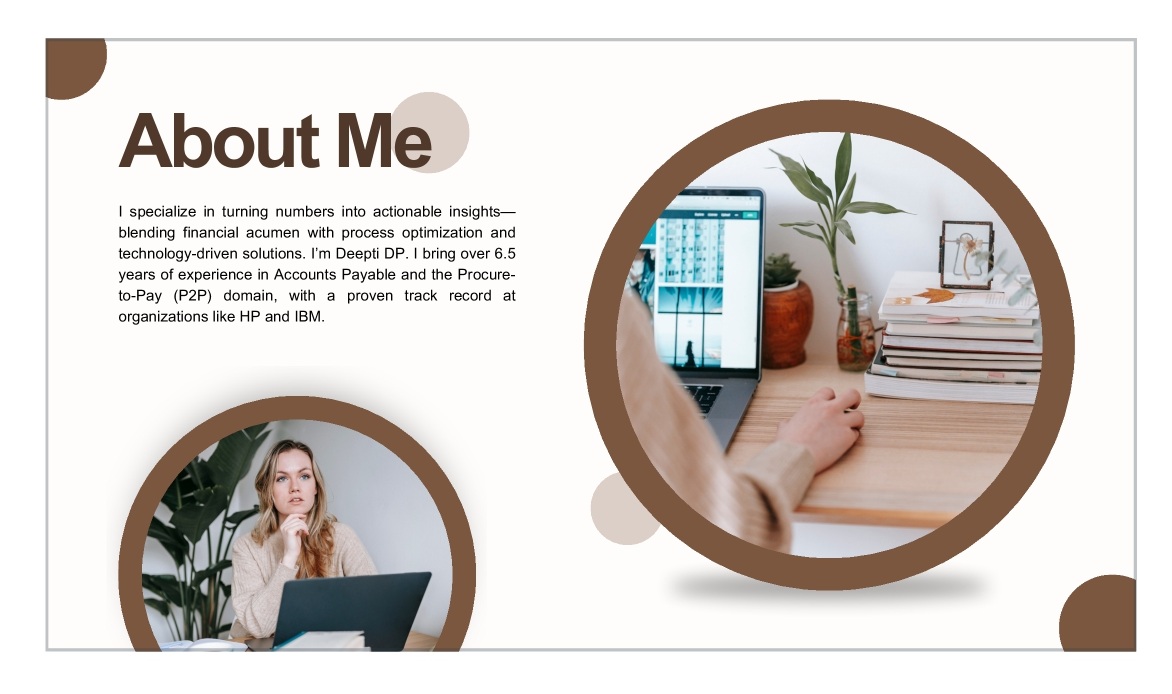 About Me
I specialize in turning numbers into actionable insights—
blending financial acumen with process optimization and
technology-driven solutions. I’m Deepti DP. I bring over 6.5
years of experience in Accounts Payable and the Procure-
to-Pay (P2P) domain, with a proven track record at
organizations like HP and IBM.